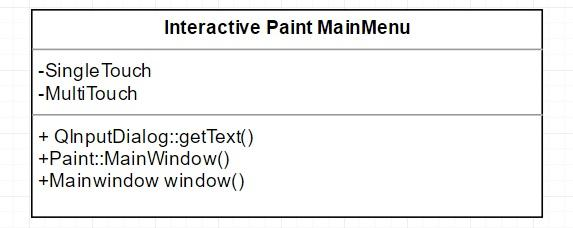 Interactive Paint MainMenu
-SingleTouch
-MultiTouch
+ QInputDialog::getText()
+Paint::MainWindow()
+Mainwindow window()